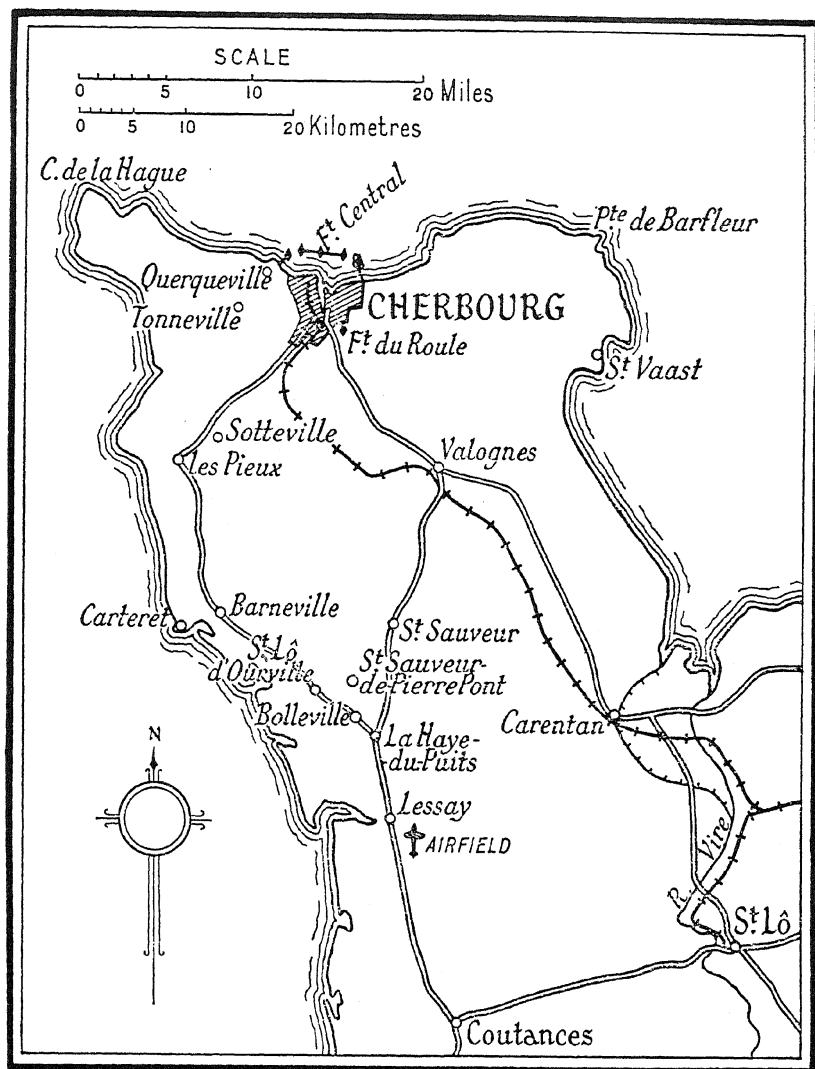 SCALE
0 5 10 20 Miles
0 5 10 20 Kilometres
C. de la Hague
Ft. Central
Pte de Barfleur
Querqueville
Tonneville
CHERBOURG
Ft. du Roule
St. Vaast
Sotteville
les Pieux
Valognes
Carteret
Barneville
St. Lô
d'Ourville
St Sauveur
St Sauveur-
de-Pierre Pont
Bolleville
La Haye-
du-Puits
Carentan
N
Lessay
AIRFIELD
R. Vire
St. Lô
Coutances